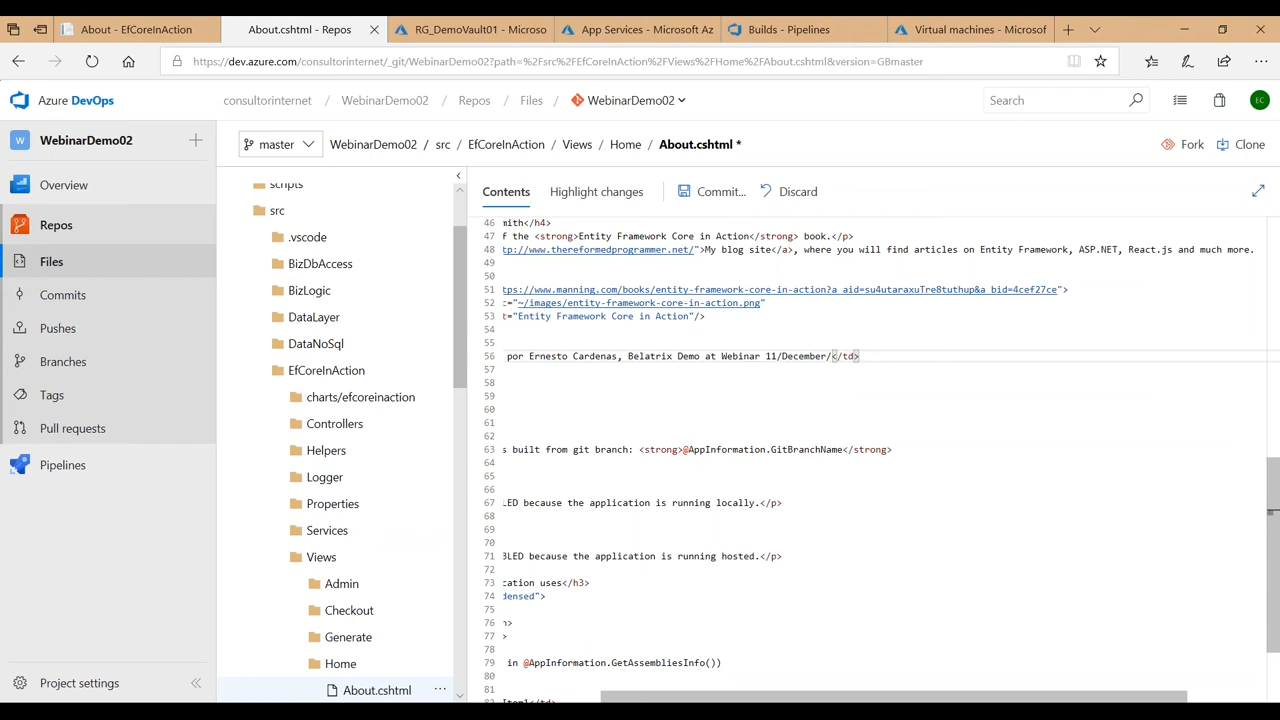 About - EfCoreInAction
About.cshtml - Repos
RG_DemoVault01 - Microso
App Services - Microsoft Az
Builds - Pipelines
Virtual machines - Microsof
https://dev.azure.com/consultorinternet/_git/WebinarDemo02?path=%2Fsrc%2FEfCoreInAction%2FViews%2FHome%2FAbout.cshtml&version=GBmaster
Azure DevOps
consultorinternet / WebinarDemo02 / Repos / Files / WebinarDemo02
Search
EC
W WebinarDemo02
master
WebinarDemo02 / src / EfCoreInAction / Views / Home / About.cshtml *
Fork
Clone
Overview
Repos
Files
Commits
Pushes
Branches
Tags
Pull requests
Pipelines
Project settings
scripts
src
.vscode
BizDbAccess
BizLogic
DataLayer
DataNoSql
EfCoreInAction
charts/efcoreinaction
Controllers
Helpers
Logger
Properties
Services
Views
Admin
Checkout
Generate
Home
About.cshtml
Contents
Highlight changes
Commit...
Discard
46 mith</h4>
47 f the <strong>Entity Framework Core in Action</strong> book.</p>
48 tp://www.thereformedprogrammer.net/">My blog site</a>, where you will find articles on Entity Framework, ASP.NET, React.js and much more.
49
50
51 tps://www.manning.com/books/entity-framework-core-in-action?a_aid=su4utaraxuTre8tuthup&a_bid=4cef27ce">
52 c="~/images/entity-framework-core-in-action.png"
53 t="Entity Framework Core in Action"/>
54
55
56 por Ernesto Cardenas, Belatrix Demo at Webinar 11/December/</td>
57
58
59
60
61
62
63 s built from git branch: <strong>@AppInformation.GitBranchName</strong>
64
65
66
67 LED because the application is running locally.</p>
68
69
70
71 BLED because the application is running hosted.</p>
72
73 cation uses</h3>
74 densed">
75
76 n>
77 >
78
79 in @AppInformation.GetAssembliesInfo())
80
81
82 Item1</td>